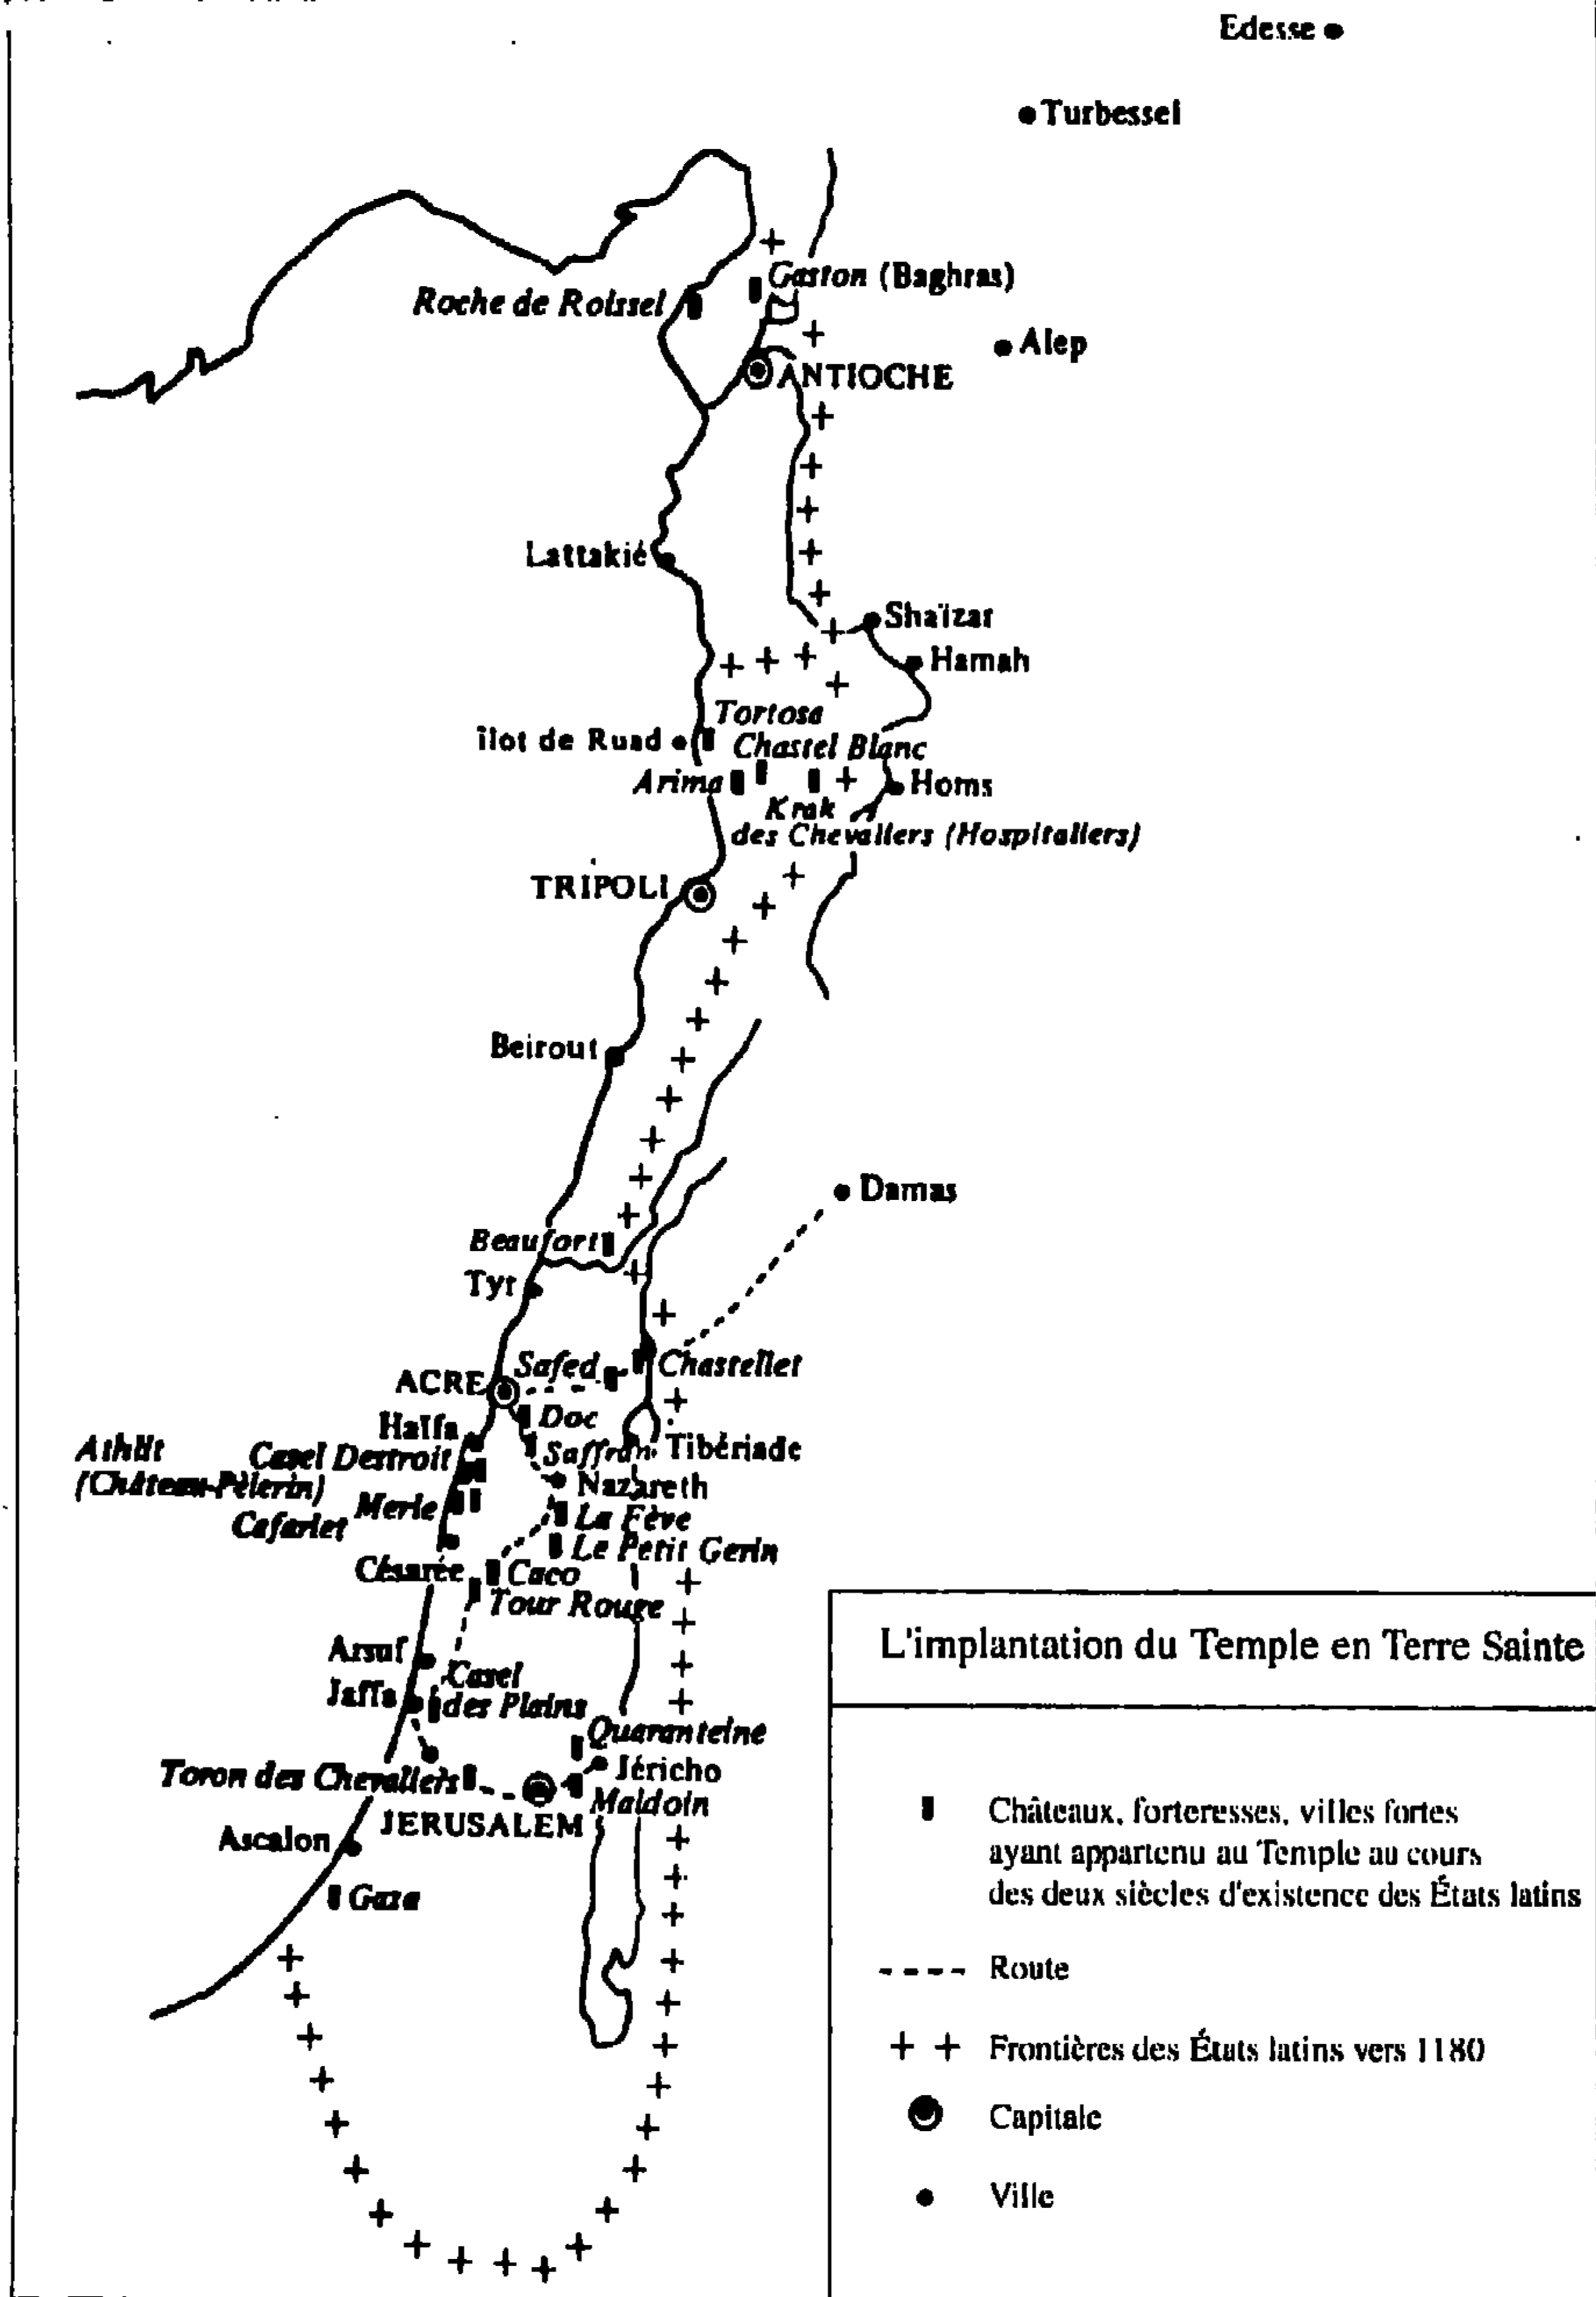 Edesse
Turbessel
Gaston (Baghras)
Roche de Roissel
Alep
ANTIOCHE
Lattakié
Shaïzar
Hamah
Tortosa
îlot de Ruad
Chastel Blanc
Arima
Homs
Krak
des Chevaliers (Hospitaliers)
TRIPOLI
Beirout
Damas
Beaufort
Tyr
Safed
Chastellet
ACRE
Doc
Haïfa
Saffran
Tibériade
Athlit
(Château-Pèlerin)
Casel Destroit
Nazareth
Merle
La Fève
Cafarlet
Le Petit Gerin
Césarée
Caco
Tour Rouge
Arsuf
Casel
des Plains
Jaffa
Quaranteine
Jéricho
Toron des Chevaliers
Maldoin
JERUSALEM
Ascalon
Gaza
L'implantation du Temple en Terre Sainte
Châteaux, forteresses, villes fortes
ayant appartenu au Temple au cours
des deux siècles d'existence des États latins
Route
Frontières des États latins vers 1180
Capitale
Ville